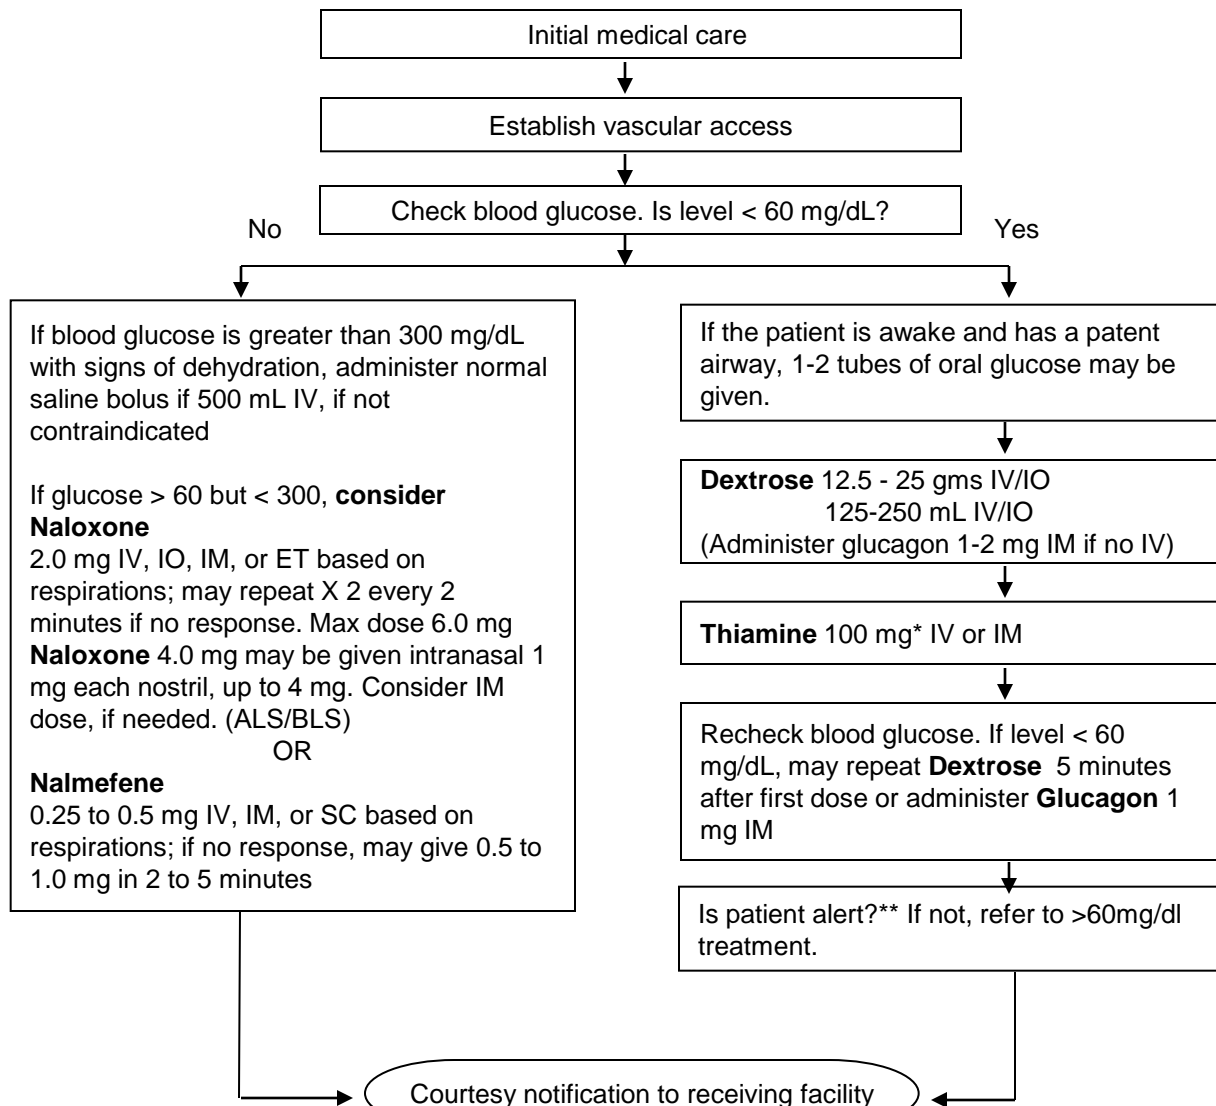 Initial medical care
Establish vascular access
Check blood glucose. Is level < 60 mg/dL?
No
Yes
If blood glucose is greater than 300 mg/dL
with signs of dehydration, administer normal
saline bolus if 500 mL IV, if not
contraindicated
If glucose > 60 but < 300, consider
Naloxone
2.0 mg IV, IO, IM, or ET based on
respirations; may repeat X 2 every 2
minutes if no response. Max dose 6.0 mg
Naloxone 4.0 mg may be given intranasal 1
mg each nostril, up to 4 mg. Consider IM
dose, if needed. (ALS/BLS)
OR
Nalmefene
0.25 to 0.5 mg IV, IM, or SC based on
respirations; if no response, may give 0.5 to
1.0 mg in 2 to 5 minutes
If the patient is awake and has a patent
airway, 1-2 tubes of oral glucose may be
given.
Dextrose 12.5 - 25 gms IV/IO
125-250 mL IV/IO
(Administer glucagon 1-2 mg IM if no IV)
Thiamine 100 mg* IV or IM
Recheck blood glucose. If level < 60
mg/dL, may repeat Dextrose 5 minutes
after first dose or administer Glucagon 1
mg IM
Is patient alert?** If not, refer to >60mg/dl
treatment.
Courtesy notification to receiving facility